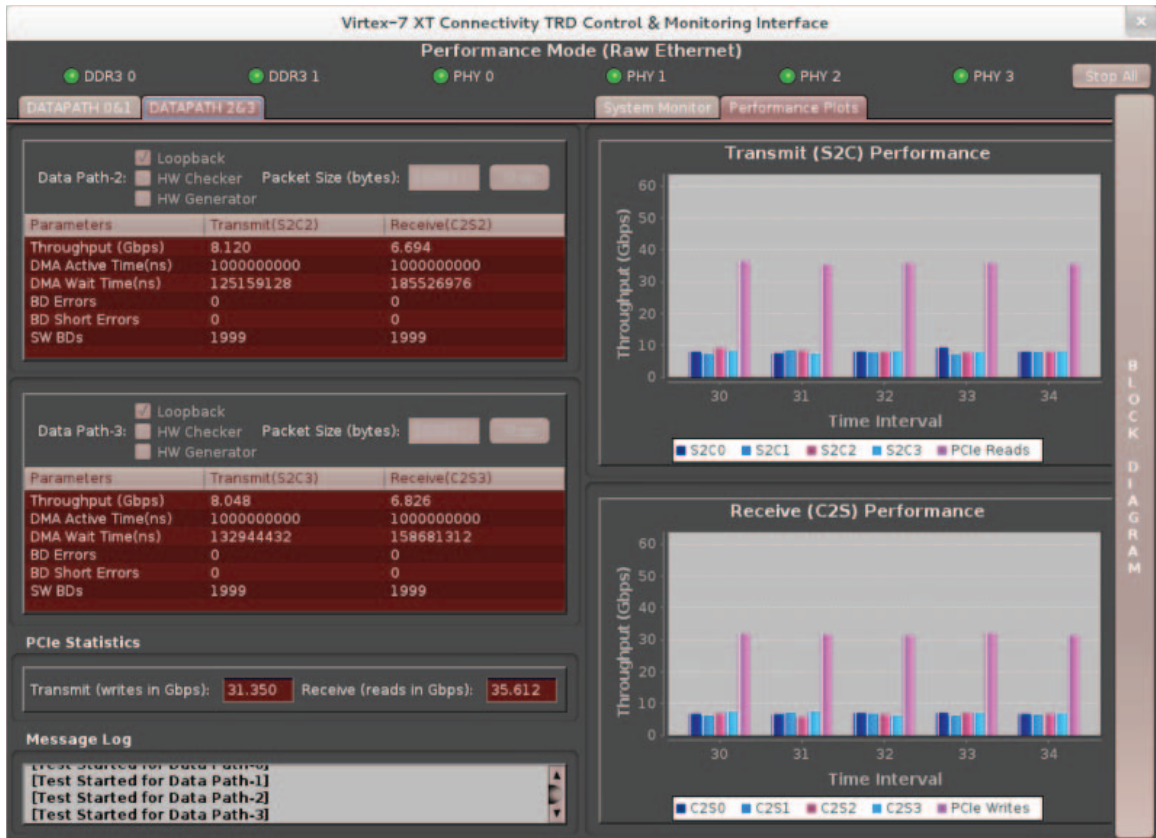 Virtex-7 XT Connectivity TRD Control & Monitoring Interface
Performance Mode (Raw Ethernet)
DDR3 0 DDR3 1 PHY 0 PHY 1 PHY 2 PHY 3 Stop All
DATAPATH 0&1 DATAPATH 2&3 System Monitor Performance Plots
Loopback
Data Path-2: HW Checker Packet Size (bytes):
HW Generator
Parameters Transmit(S2C2) Receive(C2S2)
Throughput (Gbps) 8.120 6.694
DMA Active Time(ns) 1000000000 1000000000
DMA Wait Time(ns) 125159128 185526976
BD Errors 0 0
BD Short Errors 0 0
SW BDs 1999 1999
Loopback
Data Path-3: HW Checker Packet Size (bytes):
HW Generator
Parameters Transmit(S2C3) Receive(C2S3)
Throughput (Gbps) 8.048 6.826
DMA Active Time(ns) 1000000000 1000000000
DMA Wait Time(ns) 132944432 158681312
BD Errors 0 0
BD Short Errors 0 0
SW BDs 1999 1999
PCIe Statistics
Transmit (writes in Gbps): 31.350 Receive (reads in Gbps): 35.612
Message Log
[Test Started for Data Path-0]
[Test Started for Data Path-1]
[Test Started for Data Path-2]
[Test Started for Data Path-3]
Transmit (S2C) Performance
Throughput (Gbps)
60
50
40
30
20
10
0
30 31 32 33 34
Time Interval
S2C0 S2C1 S2C2 S2C3 PCIe Reads
Receive (C2S) Performance
Throughput (Gbps)
60
50
40
30
20
10
0
30 31 32 33 34
Time Interval
C2S0 C2S1 C2S2 C2S3 PCIe Writes
BLOCK DIAGRAM